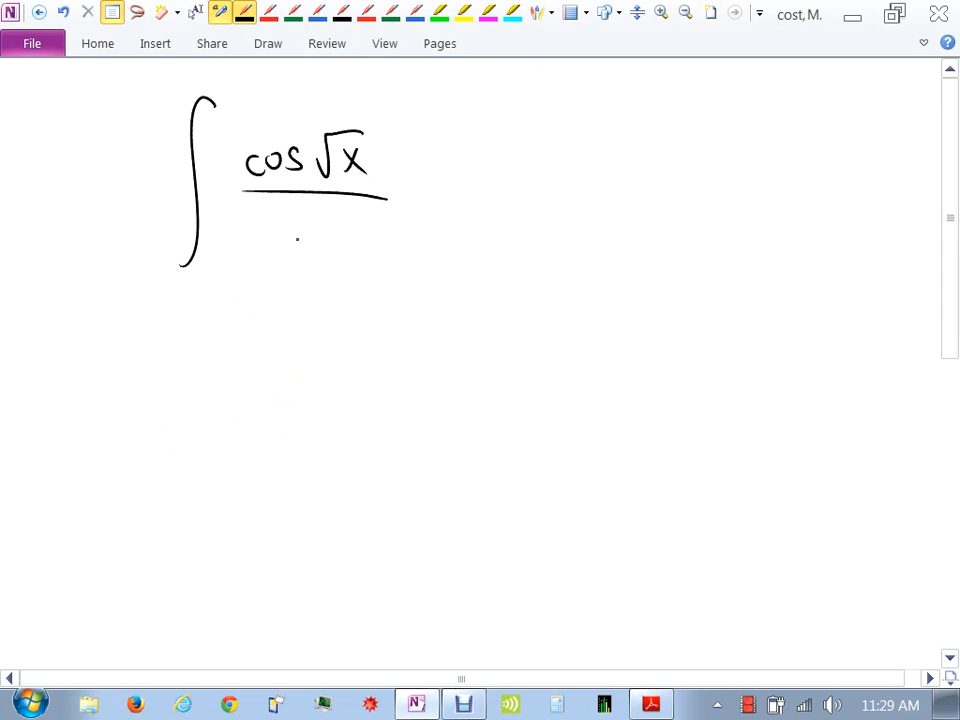 cost, M.
File Home Insert Share Draw Review View Pages
∫ cos √x
11:29 AM